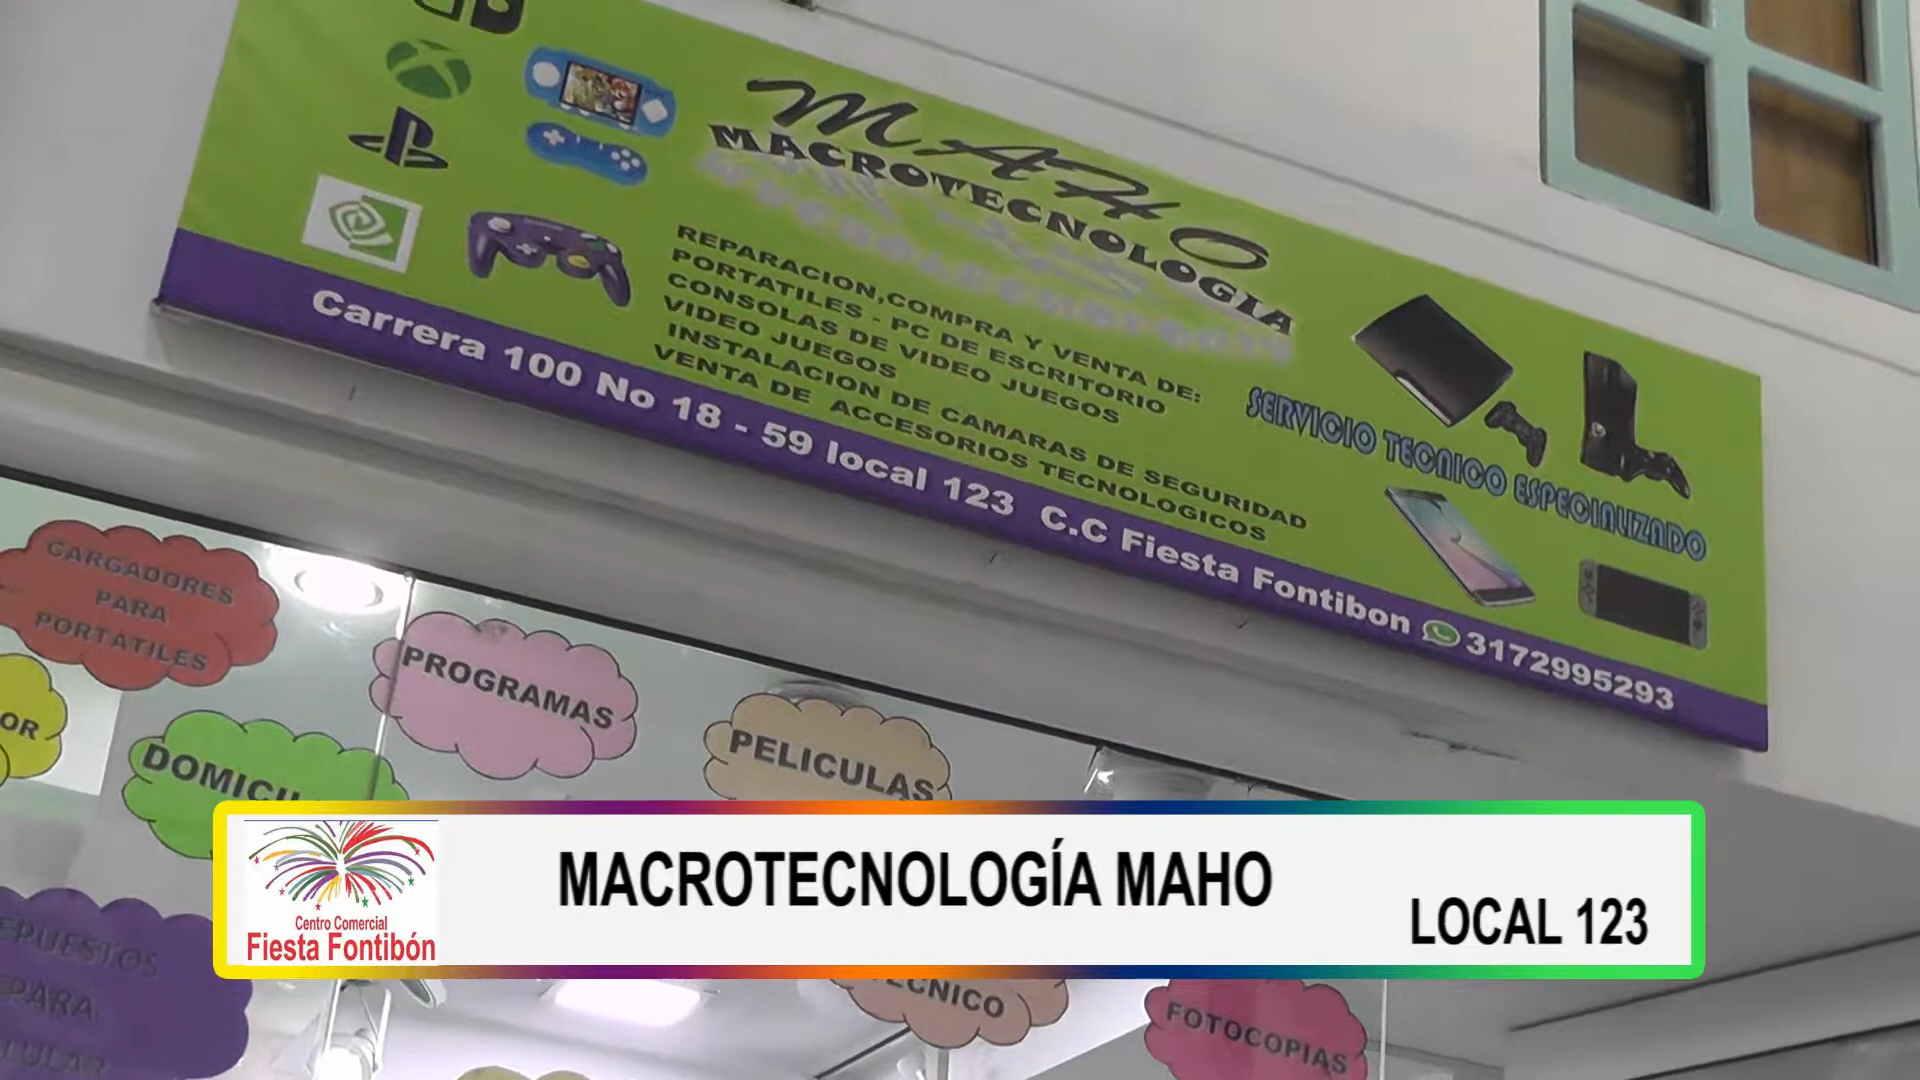 MAHO
MACROTECNOLOGIA
REPARACION,COMPRA Y VENTA DE:
PORTATILES - PC DE ESCRITORIO
CONSOLAS DE VIDEO JUEGOS
VIDEO JUEGOS
INSTALACION DE CAMARAS DE SEGURIDAD
VENTA DE ACCESORIOS TECNOLOGICOS
SERVICIO TECNICO ESPECIALIZADO
Carrera 100 No 18 - 59 local 123 C.C Fiesta Fontibon 3172995293
CARGADORES
PARA
PORTATILES
PROGRAMAS
PELICULAS
MACROTECNOLOGÍA MAHO
LOCAL 123
Centro Comercial
Fiesta Fontibón
PARA
FOTOCOPIAS